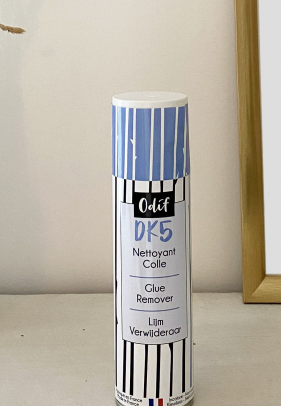 Odif
DK5
Nettoyant
Colle
Glue
Remover
Lijm
Verwijderaar